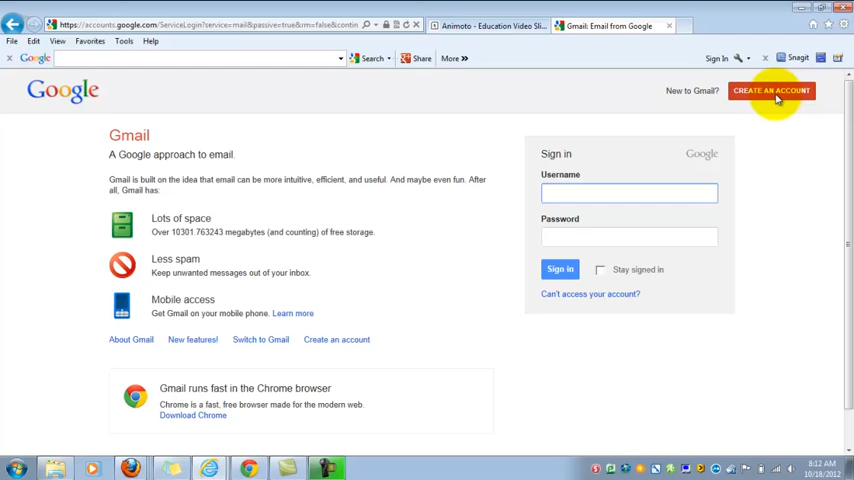 https://accounts.google.com/ServiceLogin?service=mail&passive=true&rm=false&contin
Animoto - Education Video Sli...
Gmail: Email from Google
File Edit View Favorites Tools Help
Search Share More »
Sign In
Snagit
Google
New to Gmail? CREATE AN ACCOUNT
Gmail
A Google approach to email.
Gmail is built on the idea that email can be more intuitive, efficient, and useful. And maybe even fun. After
all, Gmail has:
Lots of space
Over 10301.763243 megabytes (and counting) of free storage.
Less spam
Keep unwanted messages out of your inbox.
Mobile access
Get Gmail on your mobile phone. Learn more
About Gmail New features! Switch to Gmail Create an account
Gmail runs fast in the Chrome browser
Chrome is a fast, free browser made for the modern web.
Download Chrome
Sign in Google
Username
Password
Sign in Stay signed in
Can't access your account?
8:12 AM
10/18/2012